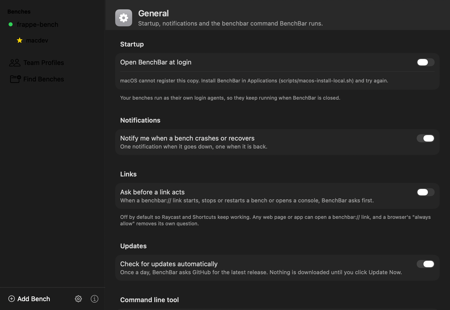 Benches
frappe-bench
macdev
Team Profiles
Find Benches
Add Bench
General
Startup, notifications and the benchbar command BenchBar runs.
Startup
Open BenchBar at login
macOS cannot register this copy. Install BenchBar in Applications (scripts/macos-install-local.sh) and try again.
Your benches run as their own login agents, so they keep running when BenchBar is closed.
Notifications
Notify me when a bench crashes or recovers
One notification when it goes down, one when it is back.
Links
Ask before a link acts
When a benchbar:// link starts, stops or restarts a bench or opens a console, BenchBar asks first.
Off by default so Raycast and Shortcuts keep working. Any web page or app can open a benchbar:// link, and a browser's "always
allow" removes its own question.
Updates
Check for updates automatically
Once a day, BenchBar asks GitHub for the latest release. Nothing is downloaded until you click Update Now.
Command line tool